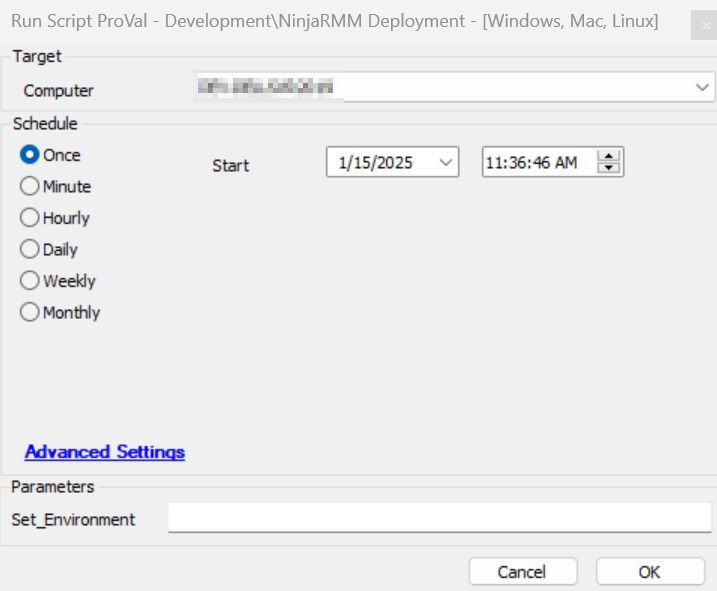 Run Script ProVal - Development\NinjaRMM Deployment - [Windows, Mac, Linux]
Target
Computer
Schedule
Once
Start
1/15/2025
11:36:46 AM
Minute
Hourly
Daily
Weekly
Monthly
Advanced Settings
Parameters
Set_Environment
Cancel
OK